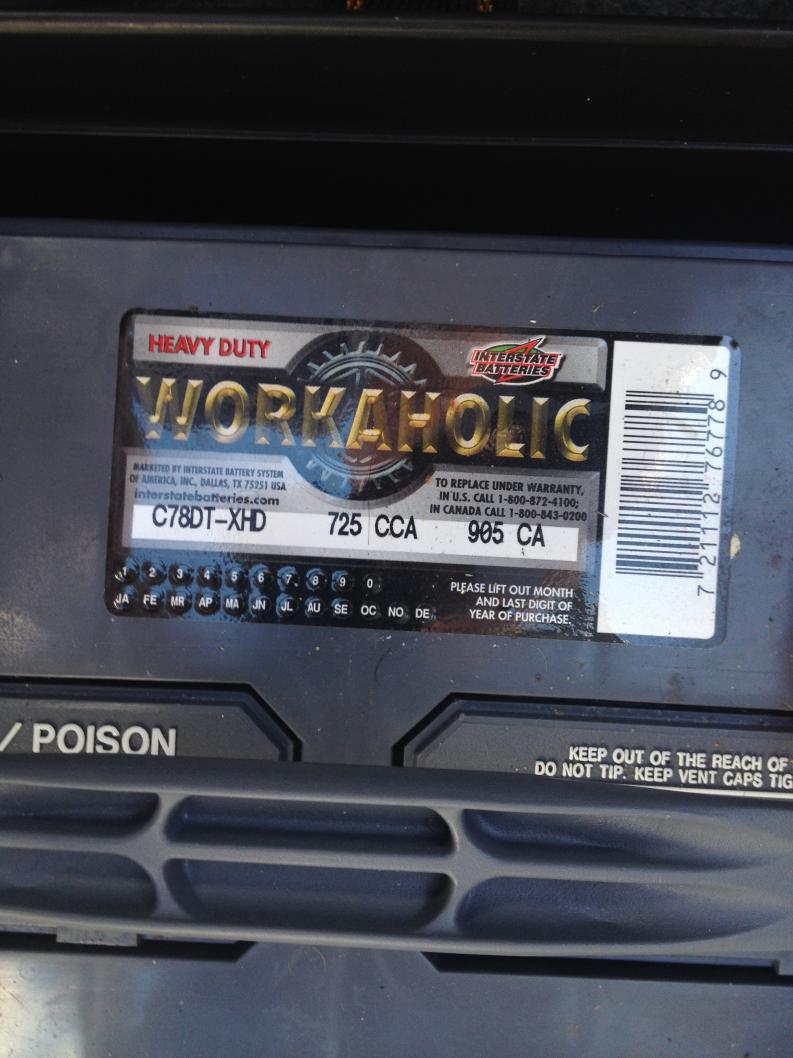 HEAVY DUTY
INTERSTATE
BATTERIES
WORKAHOLIC
MARKETED BY INTERSTATE BATTERY SYSTEM
OF AMERICA, INC., DALLAS, TX 75251 USA
interstatebatteries.com
TO REPLACE UNDER WARRANTY,
IN U.S. CALL 1-800-872-4100;
IN CANADA CALL 1-800-843-0200
C78DT-XHD 725 CCA 905 CA
1 2 3 4 5 6 7 8 9 0
JA FE MR AP MA JN JL AU SE OC NO DE
PLEASE LIFT OUT MONTH
AND LAST DIGIT OF
YEAR OF PURCHASE.
7 21112 76778 9
/ POISON
KEEP OUT OF THE REACH OF
DO NOT TIP. KEEP VENT CAPS TIG